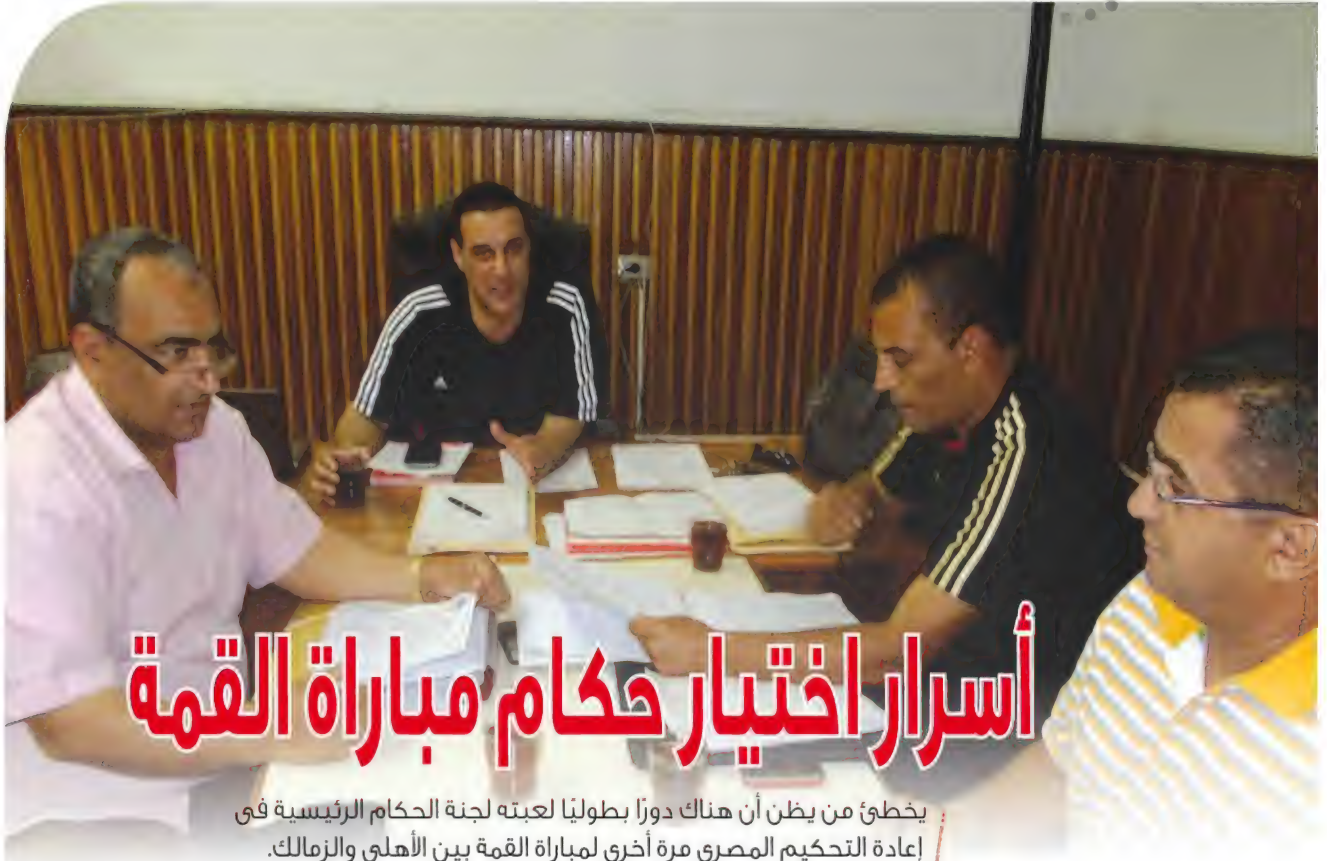 أسرار اختيار حكام مباراة القمة
يخطئ من يظن أن هناك دورًا بطوليًا لعبته لجنة الحكام الرئيسية فى
إعادة التحكيم المصرى مرة أخرى لمباراة القمة بين الأهلى والزمالك.